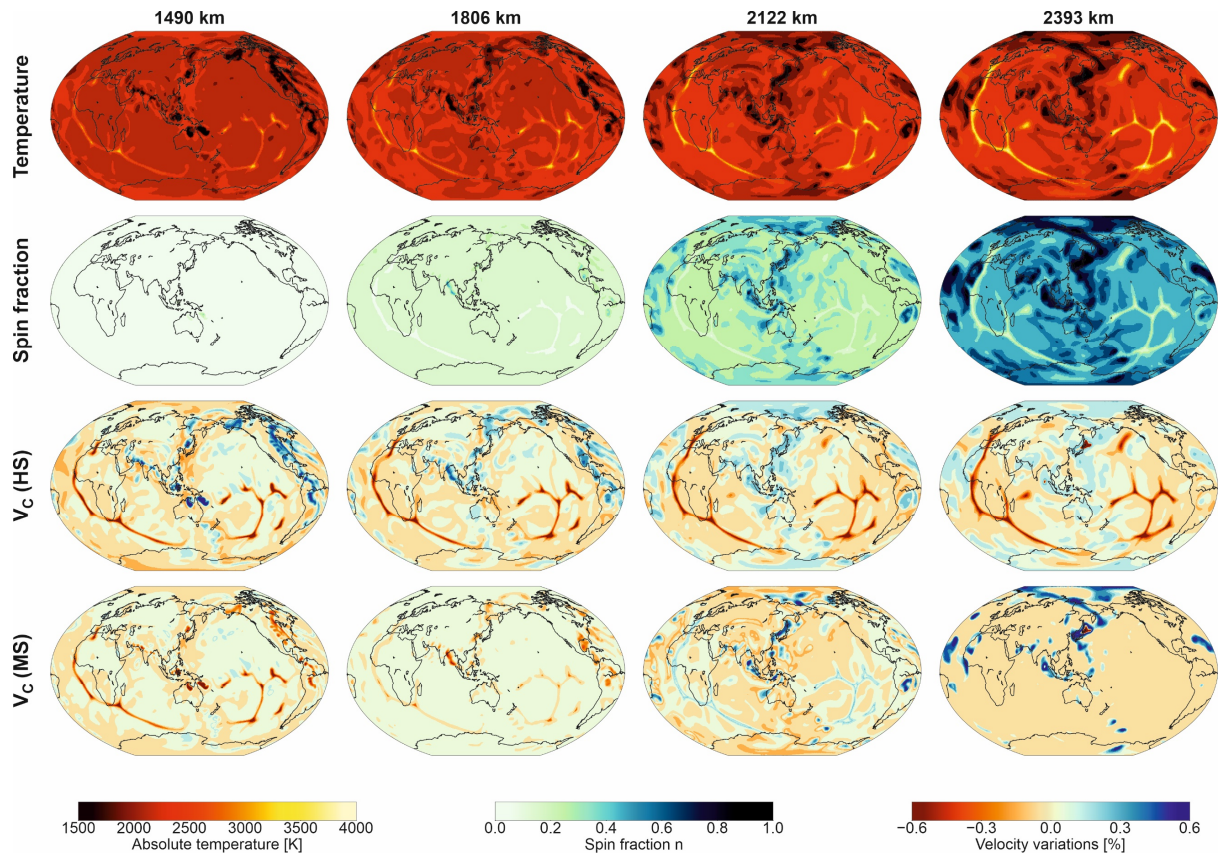 1490 km 1806 km 2122 km 2393 km
Temperature
Spin fraction
V_C (HS)
V_C (MS)
1500 2000 2500 3000 3500 4000
Absolute temperature [K]
0.0 0.2 0.4 0.6 0.8 1.0
Spin fraction n
−0.6 −0.3 0.0 0.3 0.6
Velocity variations [%]